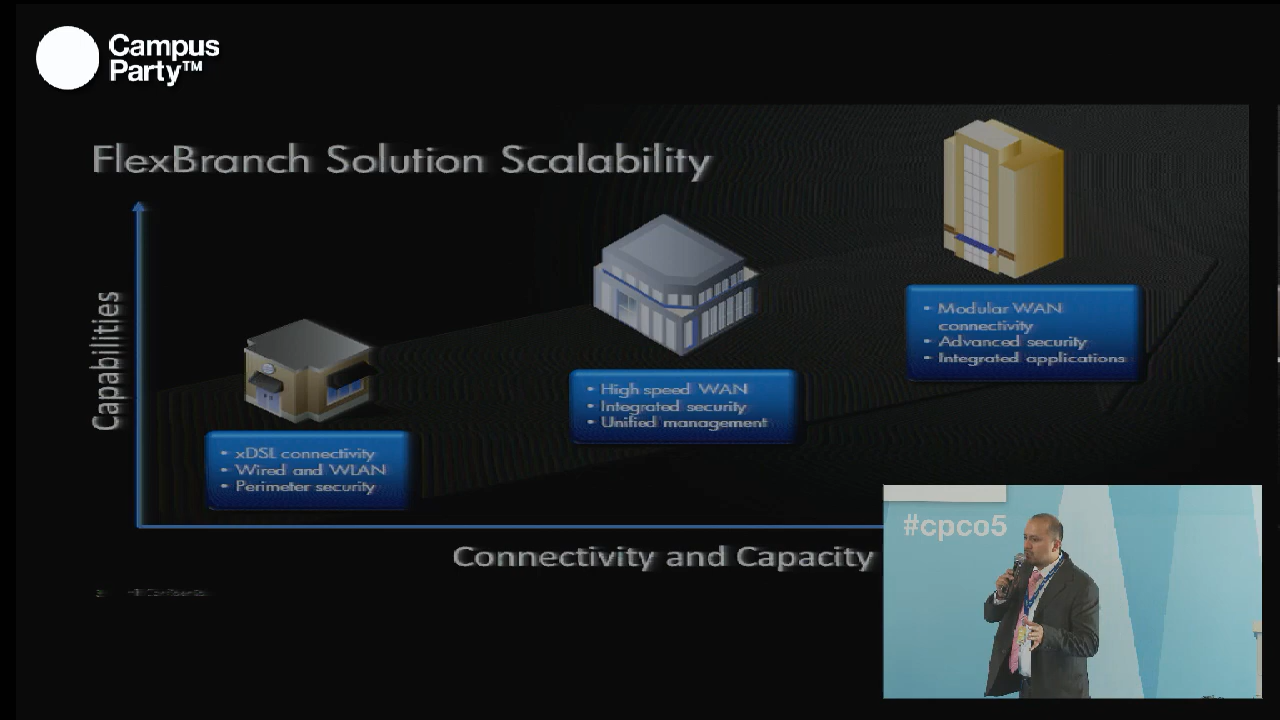 Campus
Party™
FlexBranch Solution Scalability
Capabilities
• xDSL connectivity
• Wired and WLAN
• Perimeter security
• High speed WAN
• Integrated security
• Unified management
• Modular WAN
connectivity
• Advanced security
• Integrated applications
Connectivity and Capacity
#cpco5